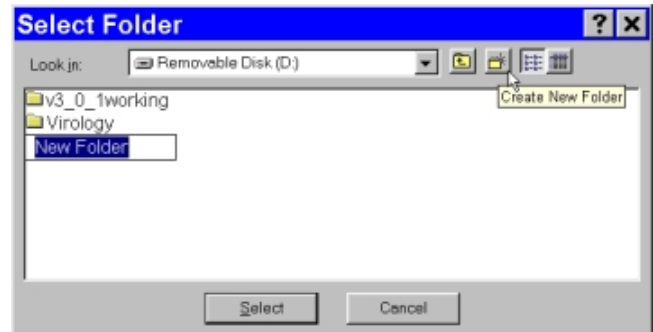 Select Folder
Look in: Removable Disk (D:)
Create New Folder
v3_0_1working
Virology
New Folder
Select Cancel